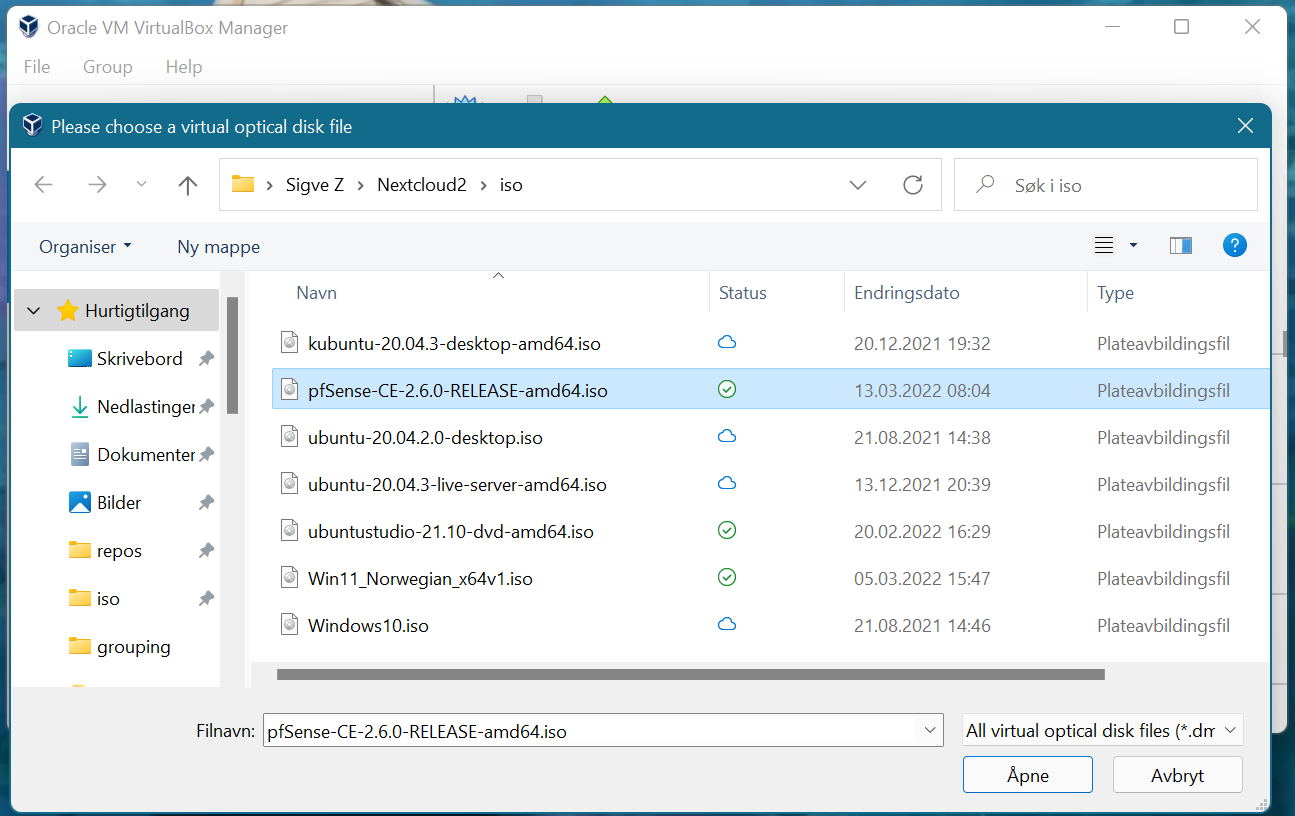 Oracle VM VirtualBox Manager
File Group Help
Please choose a virtual optical disk file
Sigve Z > Nextcloud2 > iso
Søk i iso
Organiser Ny mappe
?
Hurtigtilgang
Skrivebord
Nedlastinger
Dokumenter
Bilder
repos
iso
grouping
Navn Status Endringsdato Type
kubuntu-20.04.3-desktop-amd64.iso 20.12.2021 19:32 Plateavbildingsfil
pfSense-CE-2.6.0-RELEASE-amd64.iso 13.03.2022 08:04 Plateavbildingsfil
ubuntu-20.04.2.0-desktop.iso 21.08.2021 14:38 Plateavbildingsfil
ubuntu-20.04.3-live-server-amd64.iso 13.12.2021 20:39 Plateavbildingsfil
ubuntustudio-21.10-dvd-amd64.iso 20.02.2022 16:29 Plateavbildingsfil
Win11_Norwegian_x64v1.iso 05.03.2022 15:47 Plateavbildingsfil
Windows10.iso 21.08.2021 14:46 Plateavbildingsfil
Filnavn: pfSense-CE-2.6.0-RELEASE-amd64.iso All virtual optical disk files (*.dm
Åpne Avbryt